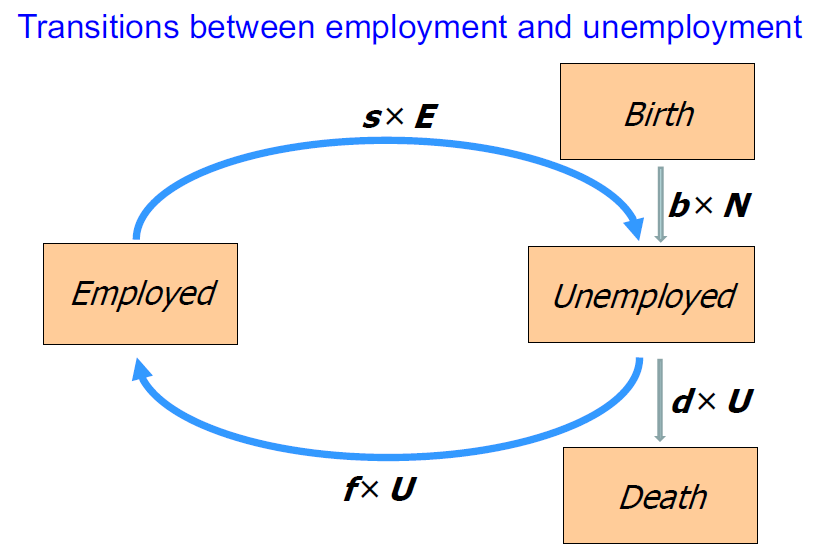 Transitions between employment and unemployment
s× E
Birth
b× N
Employed
Unemployed
d× U
f× U
Death